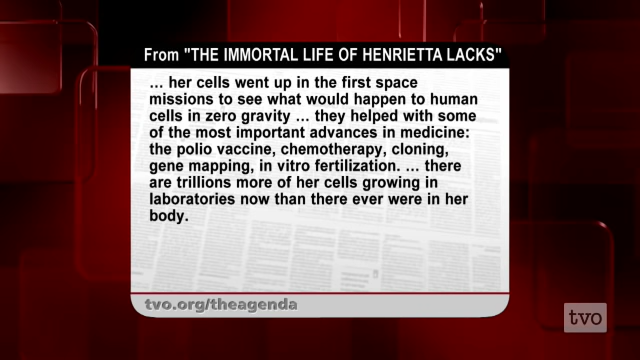 From "THE IMMORTAL LIFE OF HENRIETTA LACKS"
... her cells went up in the first space
missions to see what would happen to human
cells in zero gravity ... they helped with some
of the most important advances in medicine:
the polio vaccine, chemotherapy, cloning,
gene mapping, in vitro fertilization. ... there
are trillions more of her cells growing in
laboratories now than there ever were in her
body.
tvo.org/theagenda
tvo